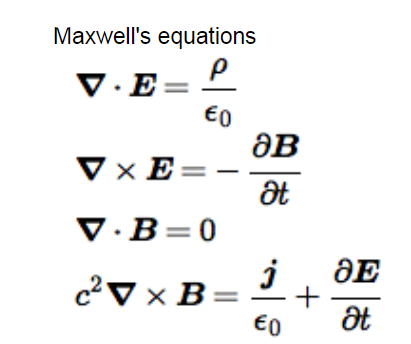 Maxwell's equations
∇ · E = ρ/ϵ₀
∇ × E = − ∂B/∂t
∇ · B = 0
c² ∇ × B = j/ϵ₀ + ∂E/∂t